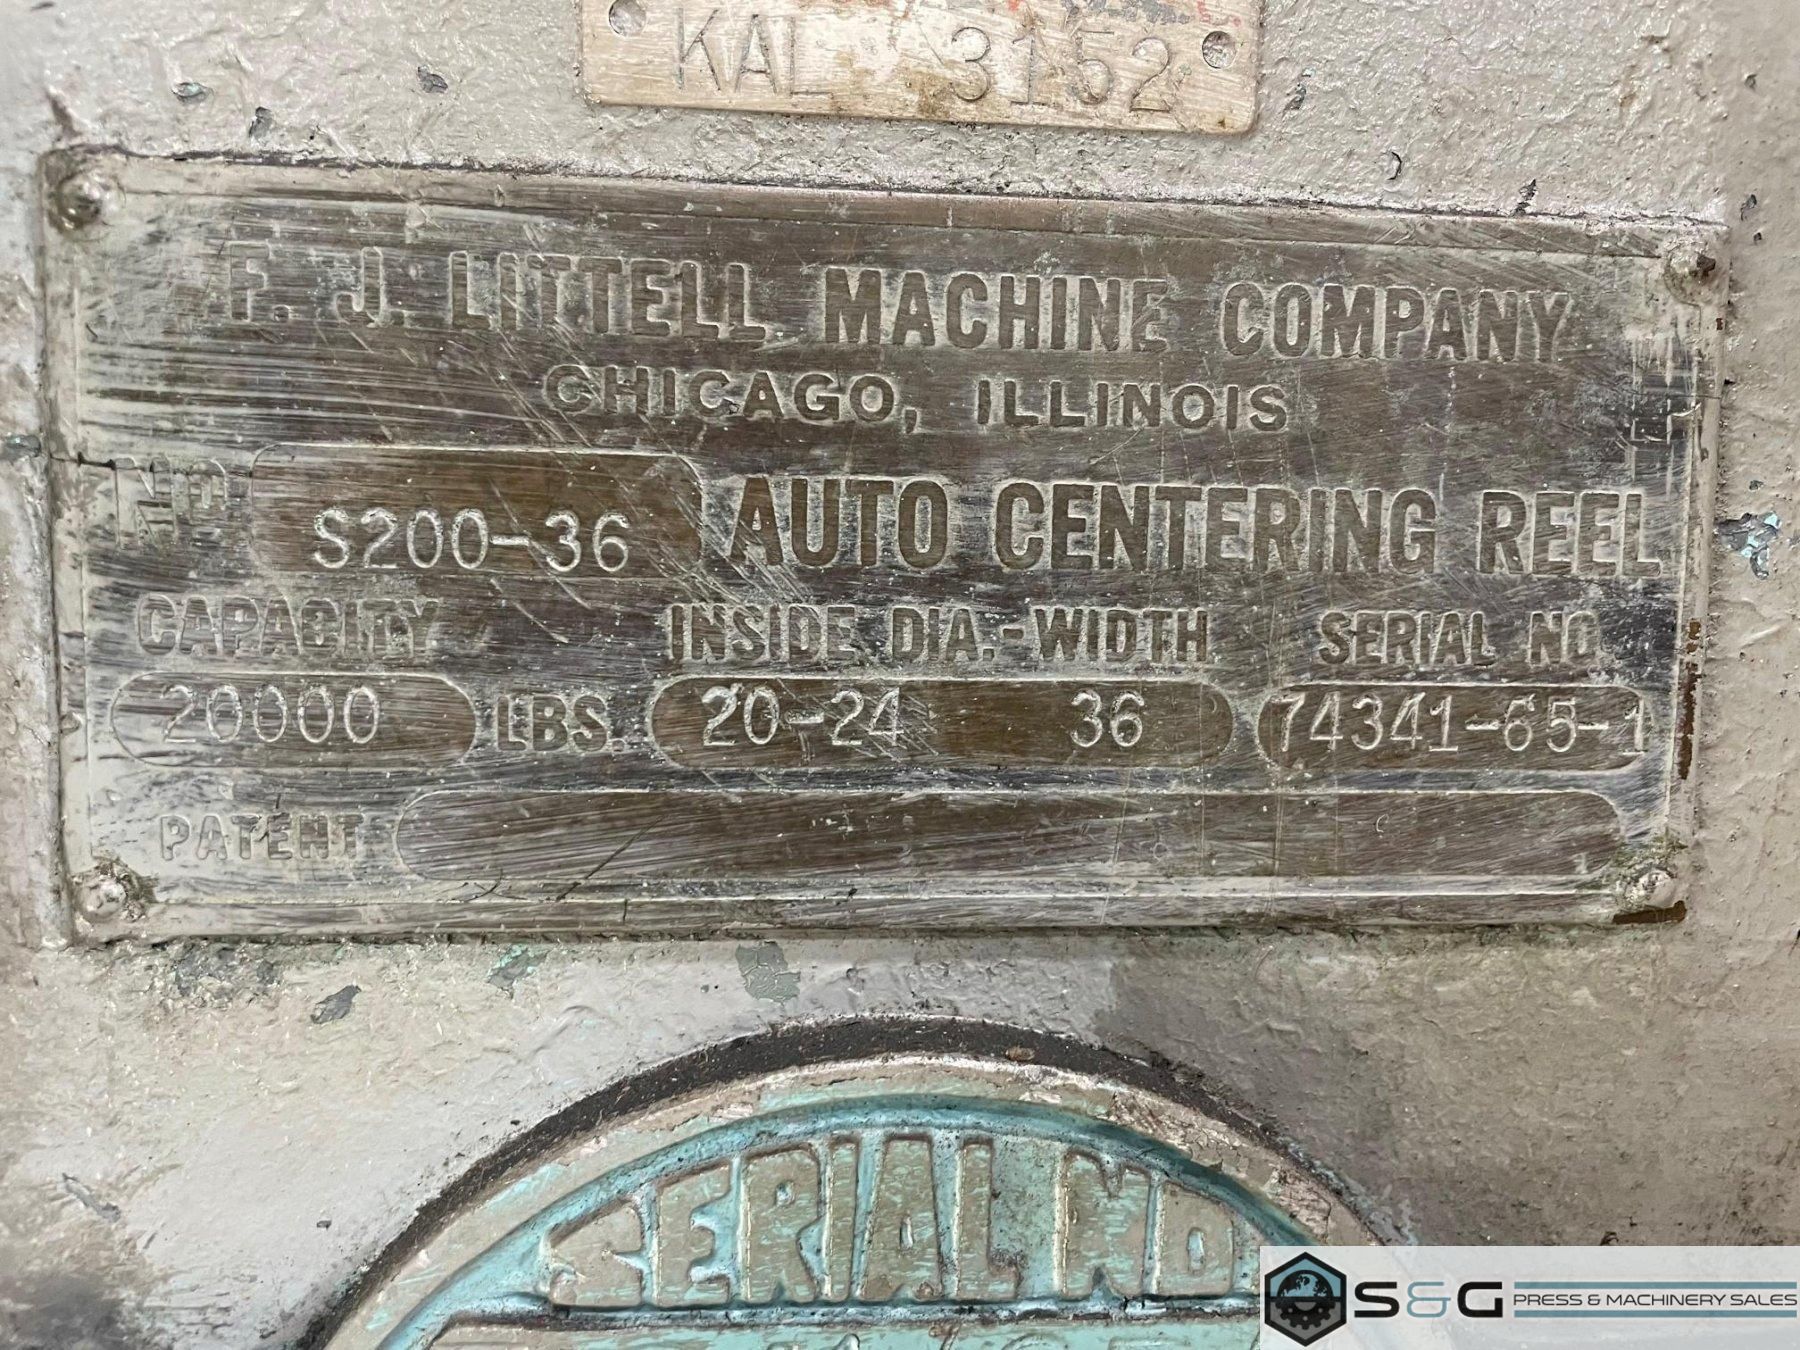 KAL 3152
F. J. LITTELL MACHINE COMPANY
CHICAGO, ILLINOIS
No S200-36 AUTO CENTERING REEL
CAPACITY INSIDE DIA.-WIDTH SERIAL NO.
20000 LBS. 20-24 36 74341-65-1
PATENT
SERIAL NO
S&G PRESS & MACHINERY SALES